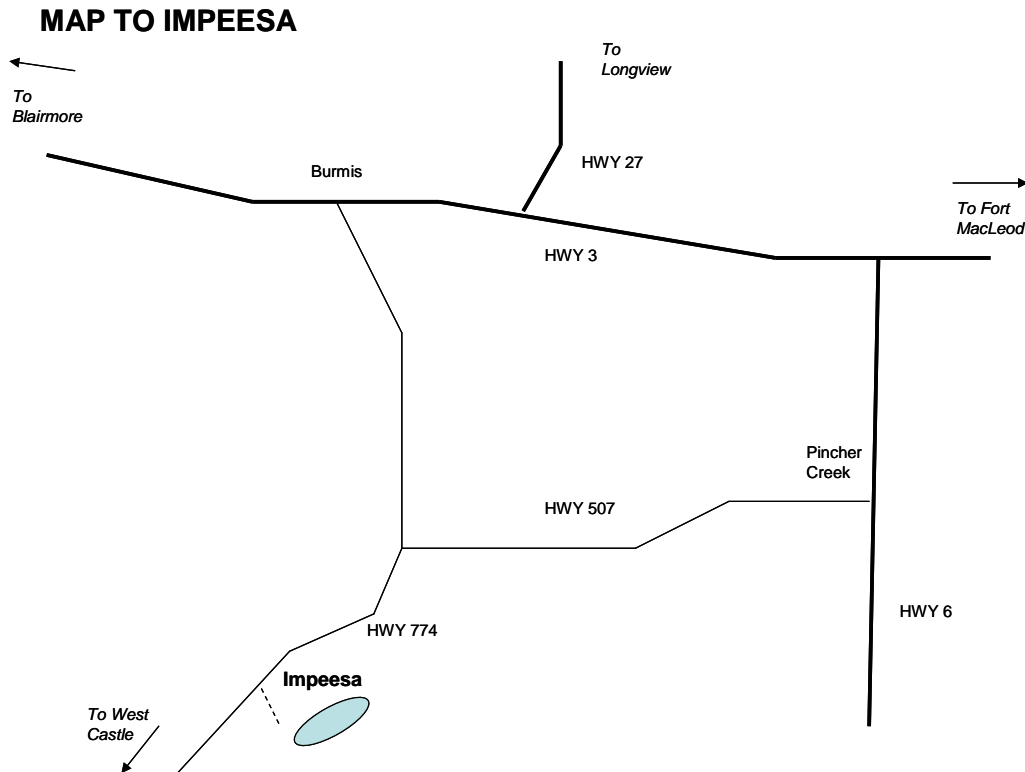 MAP TO IMPEESA
To
Longview
To
Blairmore
HWY 27
Burmis
To Fort
MacLeod
HWY 3
Pincher
Creek
HWY 507
HWY 6
HWY 774
Impeesa
To West
Castle